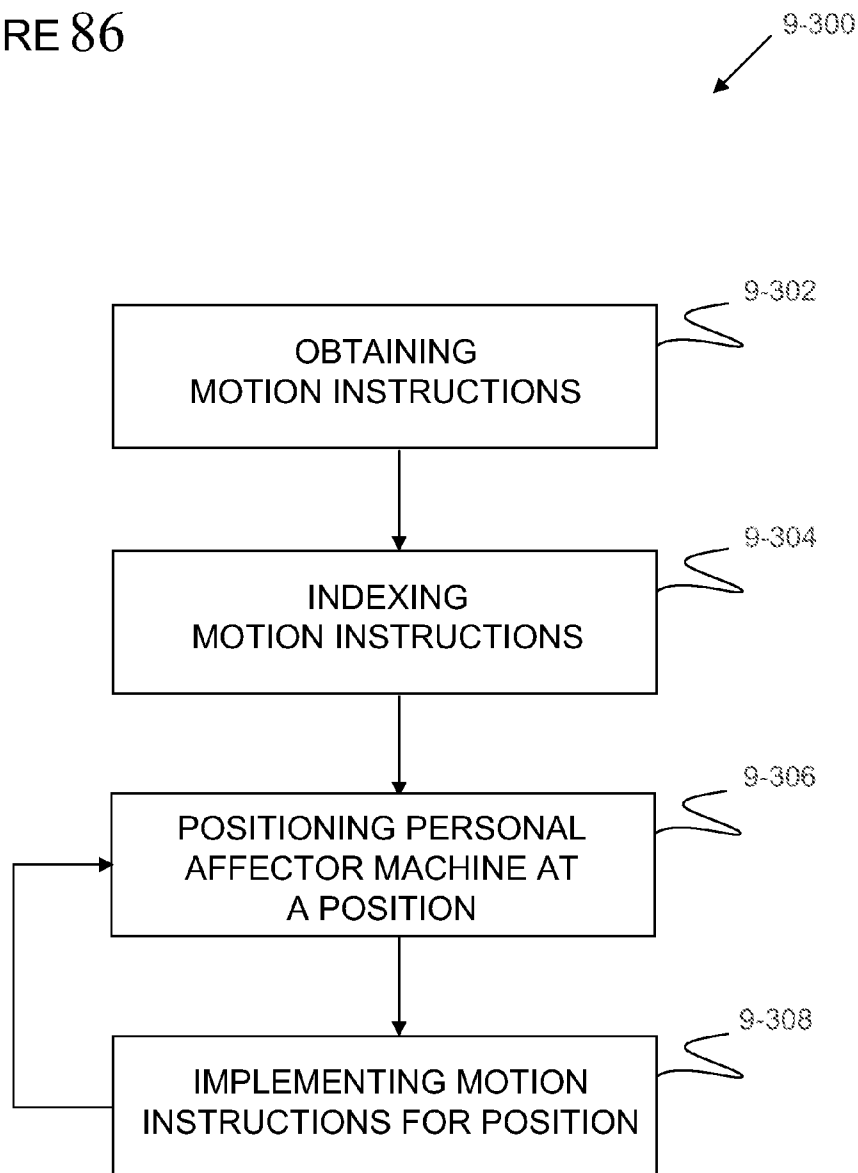 RE 86
9-300
9-302
OBTAINING
MOTION INSTRUCTIONS
9-304
INDEXING
MOTION INSTRUCTIONS
9-306
POSITIONING PERSONAL
AFFECTOR MACHINE AT
A POSITION
9-308
IMPLEMENTING MOTION
INSTRUCTIONS FOR POSITION